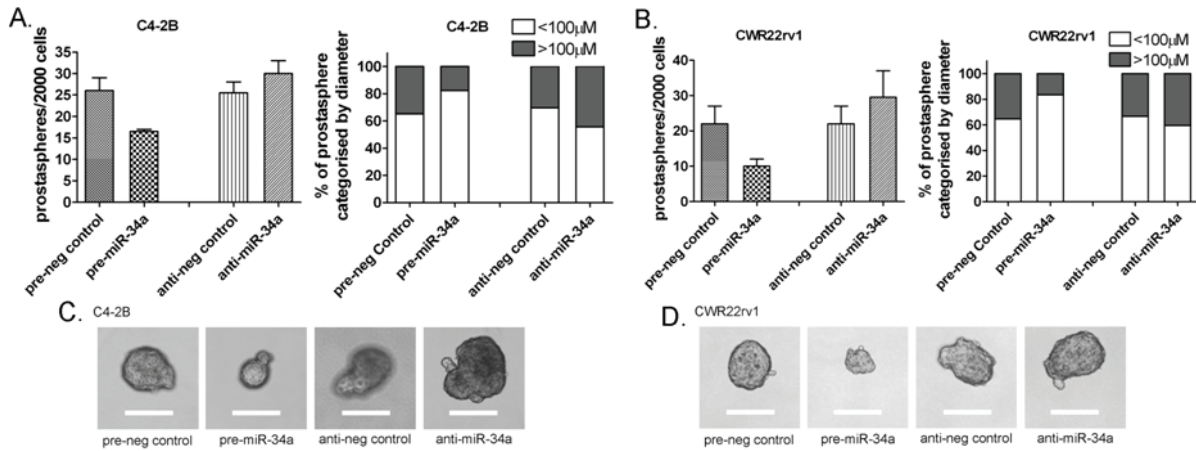 A.
C4-2B
prostaspheres/2000 cells
35
30
25
20
15
10
5
0
pre-neg control
pre-miR-34a
anti-neg control
anti-miR-34a
C4-2B
<100μM
>100μM
% of prostasphere
categorised by diameter
100
80
60
40
20
0
pre-neg Control
pre-miR-34a
anti-neg Control
anti-miR-34a
B.
CWR22rv1
prostaspheres/2000 cells
40
30
20
10
0
pre-neg Control
pre-miR-34a
anti-neg control
anti-miR-34a
CWR22rv1
<100μM
>100μM
% of prostasphere
categorised by diameter
100
80
60
40
20
0
pre-neg Control
pre-miR-34a
anti-neg Control
anti-miR-34a
C.
C4-2B
pre-neg control
pre-miR-34a
anti-neg control
anti-miR-34a
D.
CWR22rv1
pre-neg control
pre-miR-34a
anti-neg control
anti-miR-34a